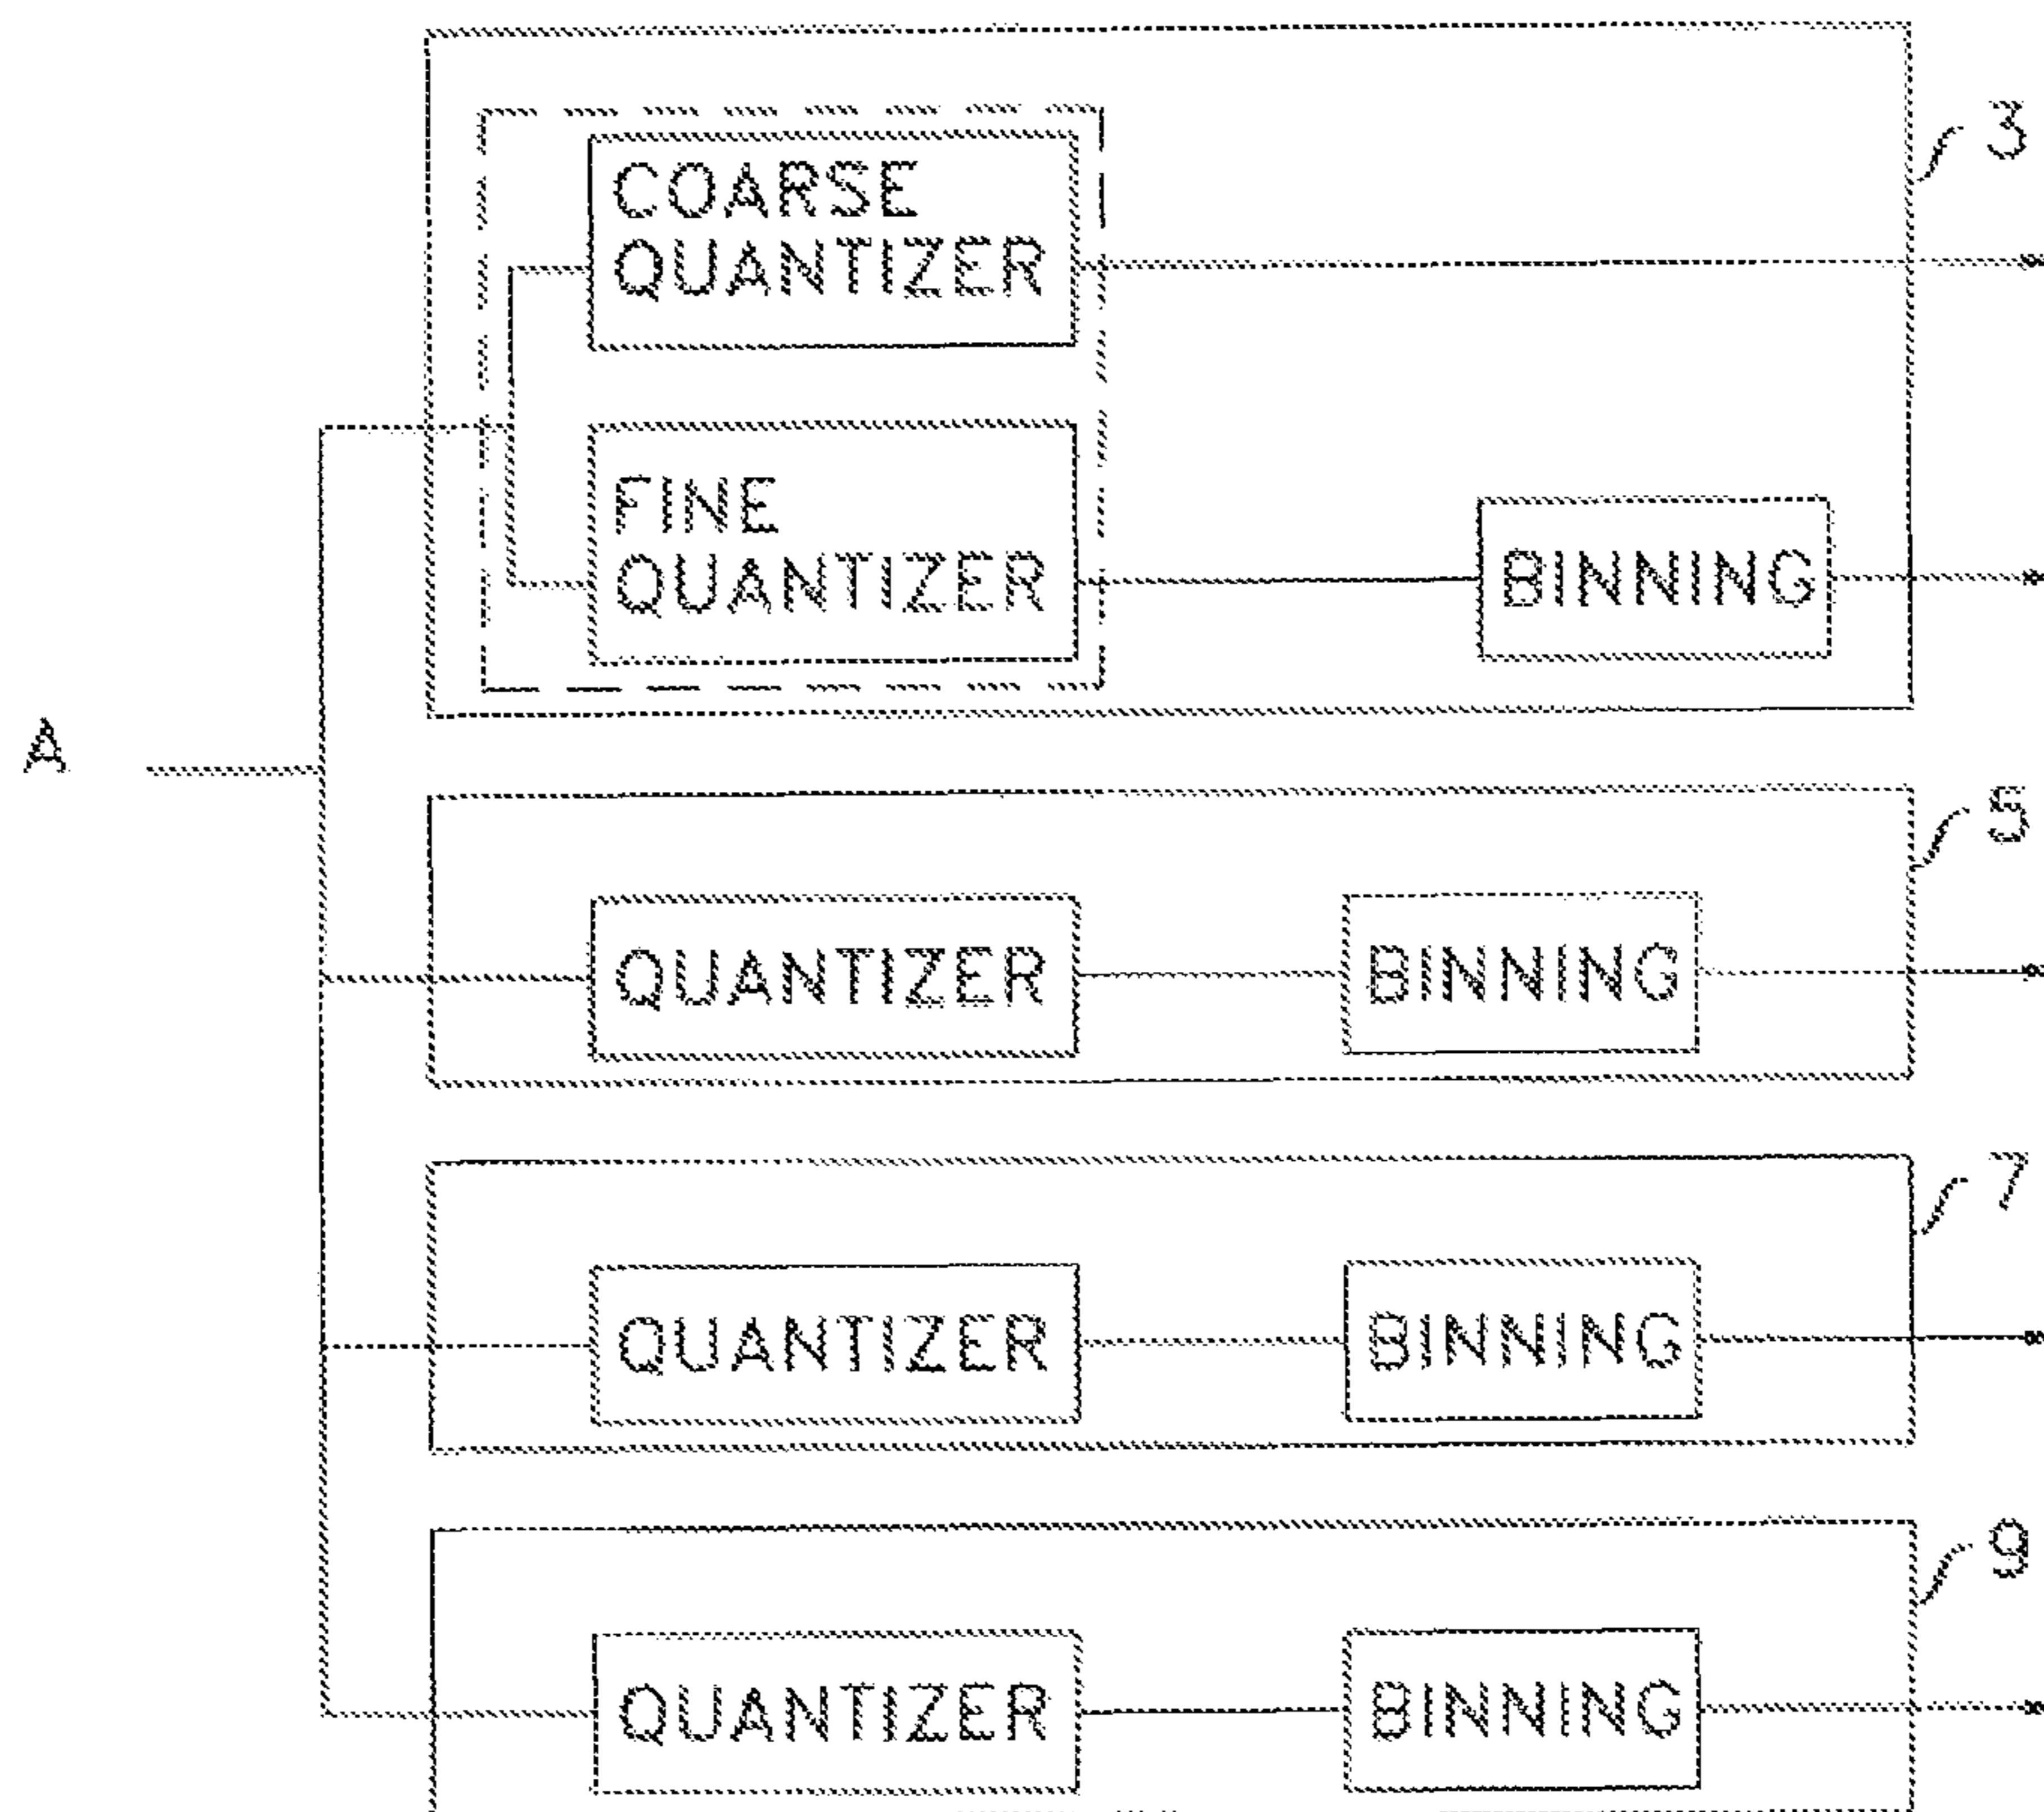 3
COARSE
QUANTIZER
FINE
QUANTIZER
BINNING
A
5
QUANTIZER
BINNING
7
QUANTIZER
BINNING
9
QUANTIZER
BINNING